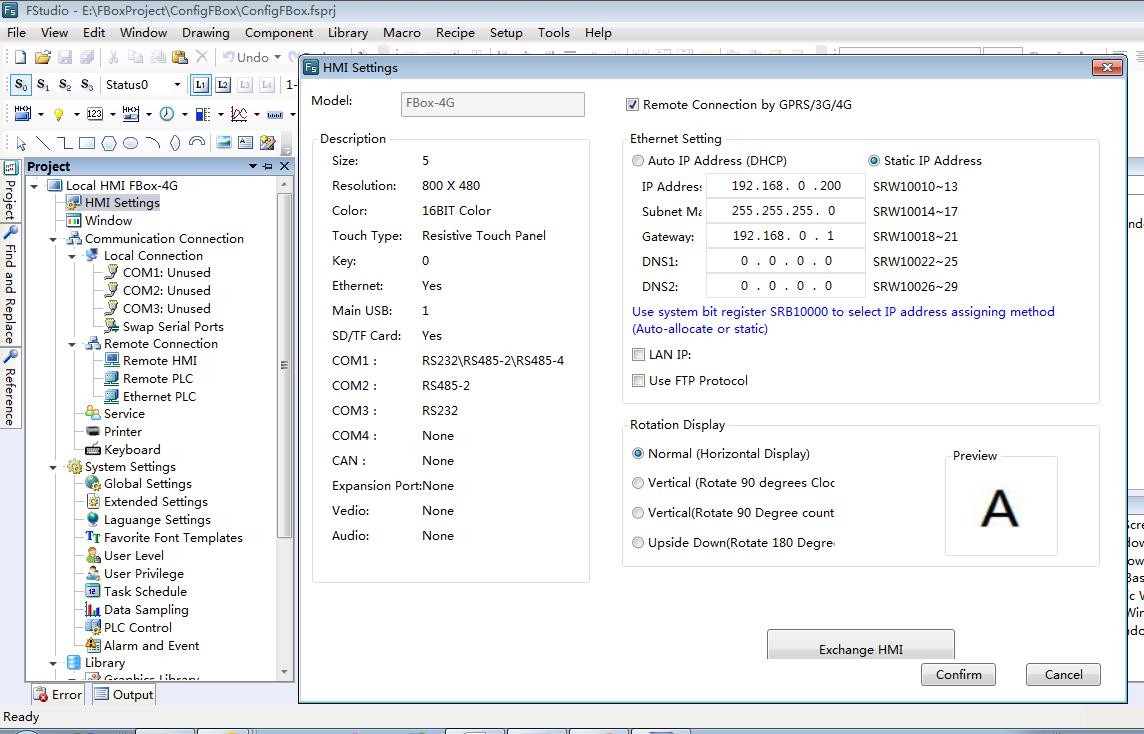 FStudio - E:\FBoxProject\ConfigFBox\ConfigFBox.fsprj
File View Edit Window Drawing Component Library Macro Recipe Setup Tools Help
Undo
S0 S1 S2 S3 Status0 L1 L2 L3 L4 1-
123
Project
Project
Find and Replace
Reference
Local HMI FBox-4G
HMI Settings
Window
Communication Connection
Local Connection
COM1: Unused
COM2: Unused
COM3: Unused
Swap Serial Ports
Remote Connection
Remote HMI
Remote PLC
Ethernet PLC
Service
Printer
Keyboard
System Settings
Global Settings
Extended Settings
Laguange Settings
Favorite Font Templates
User Level
User Privilege
Task Schedule
Data Sampling
PLC Control
Alarm and Event
Library
Graphics Library
Error Output
Ready
HMI Settings
Model: FBox-4G
Description
Size: 5
Resolution: 800 X 480
Color: 16BIT Color
Touch Type: Resistive Touch Panel
Key: 0
Ethernet: Yes
Main USB: 1
SD/TF Card: Yes
COM1 : RS232\RS485-2\RS485-4
COM2 : RS485-2
COM3 : RS232
COM4 : None
CAN : None
Expansion Port:None
Vedio: None
Audio: None
Remote Connection by GPRS/3G/4G
Ethernet Setting
Auto IP Address (DHCP) Static IP Address
IP Address 192.168. 0 .200 SRW10010~13
Subnet Ma 255.255.255. 0 SRW10014~17
Gateway: 192.168. 0 . 1 SRW10018~21
DNS1: 0 . 0 . 0 . 0 SRW10022~25
DNS2: 0 . 0 . 0 . 0 SRW10026~29
Use system bit register SRB10000 to select IP address assigning method
(Auto-allocate or static)
LAN IP:
Use FTP Protocol
Rotation Display
Normal (Horizontal Display)
Vertical (Rotate 90 degrees Cloc
Vertical(Rotate 90 Degree count
Upside Down(Rotate 180 Degre
Preview
A
Exchange HMI
Confirm Cancel